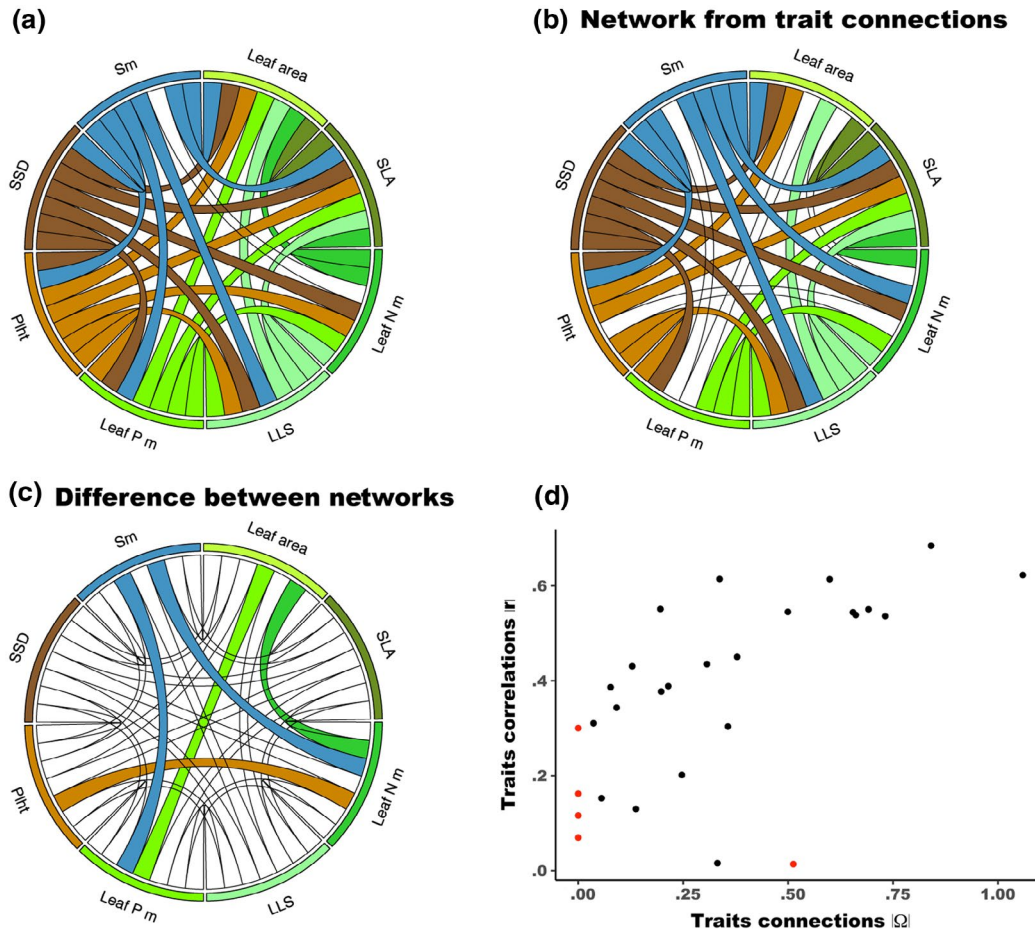 (a)
(b) Network from trait connections
Sm
Leaf area
SSD
SLA
Plht
Leaf N m
Leaf P m
LLS
Sm
Leaf area
SSD
SLA
Plht
Leaf N m
Leaf P m
LLS
(c) Difference between networks
(d)
Sm
Leaf area
SSD
SLA
Plht
Leaf N m
Leaf P m
LLS
Traits correlations |r|
.6
.4
.2
.0
.00
.25
.50
.75
1.00
Traits connections |Ω|